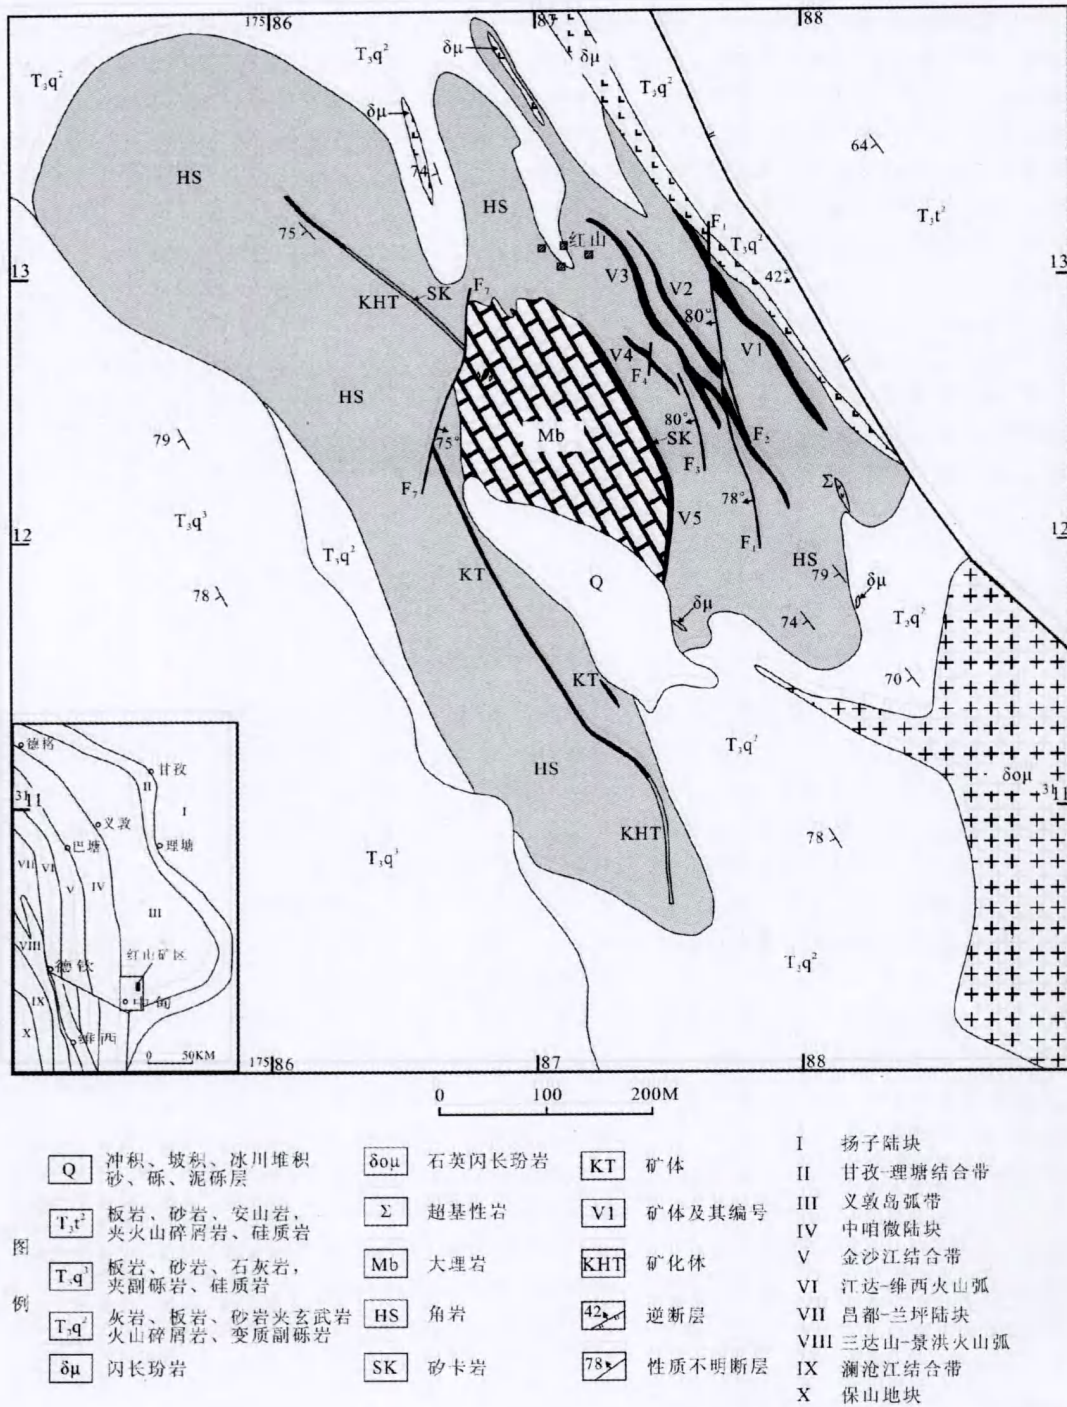 17586
87
88
T₃q²
T₃q²
δμ
δμ
T₃q²
δμ
64
74
HS
HS
T₃t²
F₁
T₃q²
75
红山
13
13
V3
V2
42°
SK
F₇
KHT
80°
V4
V1
F₄
HS
80°
Mb
SK
F₂
79
75°
F₃
Σ
F₇
78°
V5
T₃q³
12
12
T₃q²
F₁
HS
KT
Q
79
δμ
78
δμ
74
T₃q²
KT
70
T₃q²
HS
δομ
3111
3111
KHT
78
T₃q³
T₃q²
德格
甘孜
II
I
义敦
巴塘
理塘
VII
VI
V
IV
III
VIII
红山矿区
德钦
IX
中甸
X
维西
0 50KM
17586
87
88
0 100 200M
图例
Q 冲积、坡积、冰川堆积
砂、砾、泥砾层
T₃t² 板岩、砂岩、安山岩，
夹火山碎屑岩、硅质岩
T₃q³ 板岩、砂岩、石灰岩，
夹副砾岩、硅质岩
T₃q² 灰岩、板岩、砂岩夹玄武岩
火山碎屑岩、变质副砾岩
δμ 闪长玢岩
δομ 石英闪长玢岩
Σ 超基性岩
Mb 大理岩
HS 角岩
SK 矽卡岩
KT 矿体
V1 矿体及其编号
KHT 矿化体
42 逆断层
78 性质不明断层
I 扬子陆块
II 甘孜-理塘结合带
III 义敦岛弧带
IV 中咱微陆块
V 金沙江结合带
VI 江达-维西火山弧
VII 昌都-兰坪陆块
VIII 三达山-景洪火山弧
IX 澜沧江结合带
X 保山地块